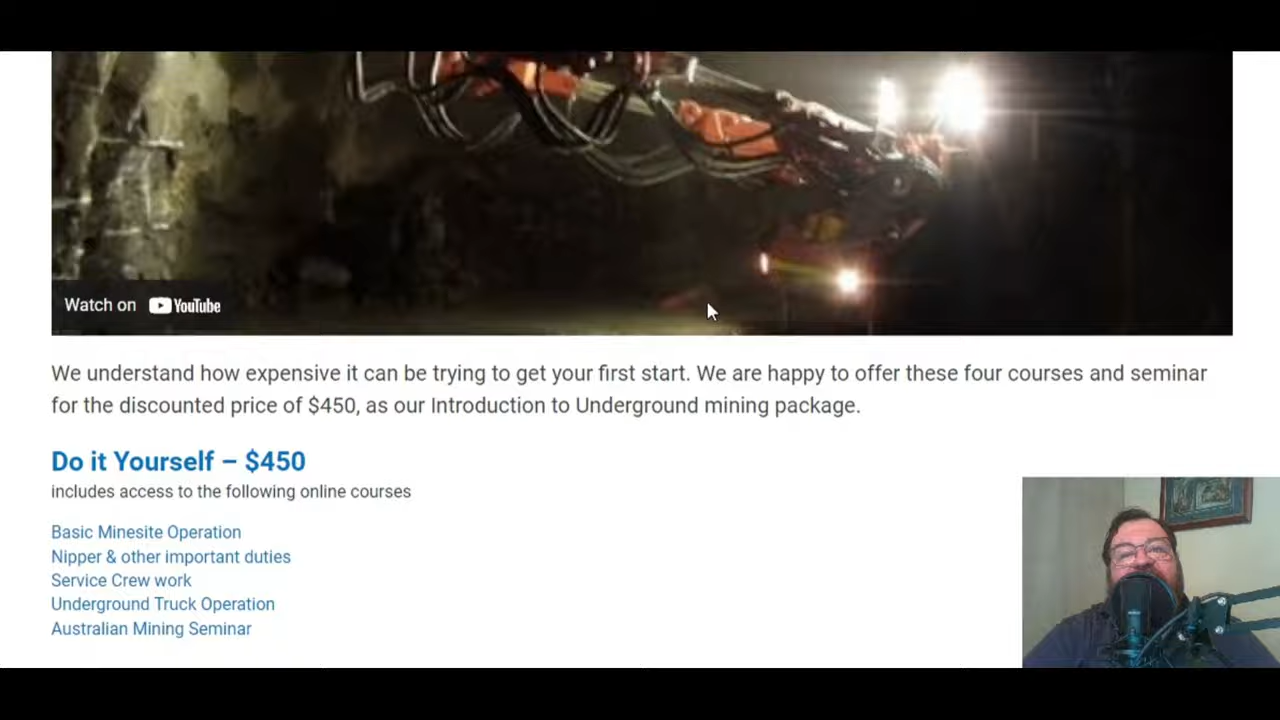 Watch on YouTube
We understand how expensive it can be trying to get your first start. We are happy to offer these four courses and seminar
for the discounted price of $450, as our Introduction to Underground mining package.
Do it Yourself – $450
includes access to the following online courses
Basic Minesite Operation
Nipper & other important duties
Service Crew work
Underground Truck Operation
Australian Mining Seminar